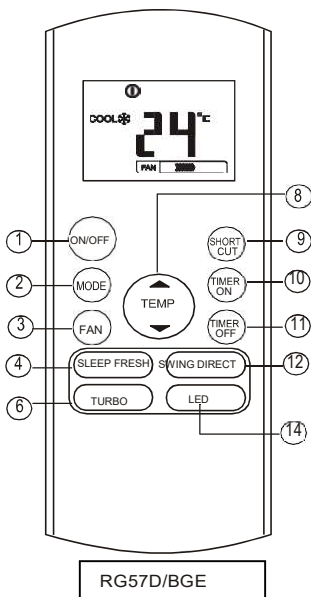 COOL
24°C
FAN
8
1
ON/OFF
SHORT
CUT
9
2
MODE
TIMER
ON
10
TEMP
3
FAN
TIMER
OFF
11
4
SLEEP FRESH
SWING DIRECT
12
6
TURBO
LED
14
RG57D/BGE